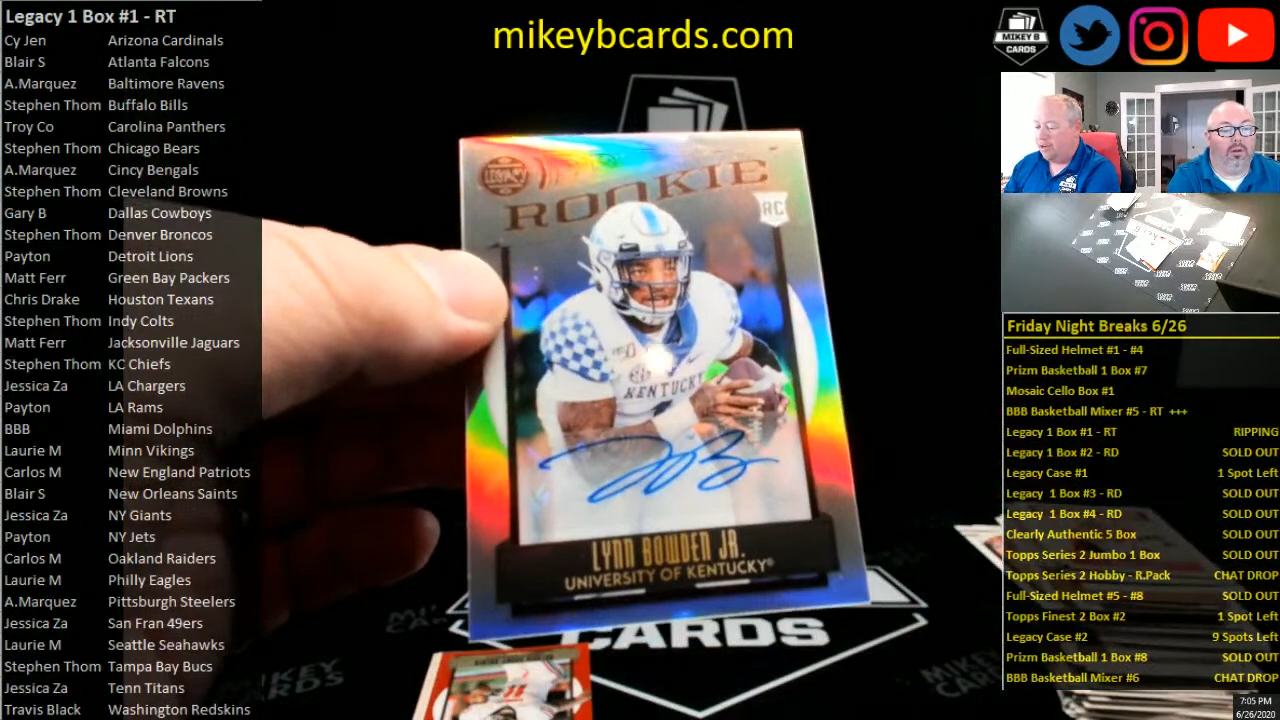 Legacy 1 Box #1 - RT
Cy Jen Arizona Cardinals
Blair S Atlanta Falcons
A.Marquez Baltimore Ravens
Stephen Thom Buffalo Bills
Troy Co Carolina Panthers
Stephen Thom Chicago Bears
A.Marquez Cincy Bengals
Stephen Thom Cleveland Browns
Gary B Dallas Cowboys
Stephen Thom Denver Broncos
Payton Detroit Lions
Matt Ferr Green Bay Packers
Chris Drake Houston Texans
Stephen Thom Indy Colts
Matt Ferr Jacksonville Jaguars
Stephen Thom KC Chiefs
Jessica Za LA Chargers
Payton LA Rams
BBB Miami Dolphins
Laurie M Minn Vikings
Carlos M New England Patriots
Blair S New Orleans Saints
Jessica Za NY Giants
Payton NY Jets
Carlos M Oakland Raiders
Laurie M Philly Eagles
A.Marquez Pittsburgh Steelers
Jessica Za San Fran 49ers
Laurie M Seattle Seahawks
Stephen Thom Tampa Bay Bucs
Jessica Za Tenn Titans
Travis Black Washington Redskins
mikeybcards.com
LEGACY
ROOKIE
RC
KENTUCKY
LYNN BOWDEN JR.
UNIVERSITY OF KENTUCKY®
CARDS
MIKEY B
CARDS
Friday Night Breaks 6/26
Full-Sized Helmet #1 - #4
Prizm Basketball 1 Box #7
Mosaic Cello Box #1
BBB Basketball Mixer #5 - RT +++
Legacy 1 Box #1 - RT RIPPING
Legacy 1 Box #2 - RD SOLD OUT
Legacy Case #1 1 Spot Left
Legacy 1 Box #3 - RD SOLD OUT
Legacy 1 Box #4 - RD SOLD OUT
Clearly Authentic 5 Box SOLD OUT
Topps Series 2 Jumbo 1 Box SOLD OUT
Topps Series 2 Hobby - R.Pack CHAT DROP
Full-Sized Helmet #5 - #8 SOLD OUT
Topps Finest 2 Box #2 1 Spot Left
Legacy Case #2 9 Spots Left
Prizm Basketball 1 Box #8 SOLD OUT
BBB Basketball Mixer #6 CHAT DROP
7:05 PM
6/26/2020